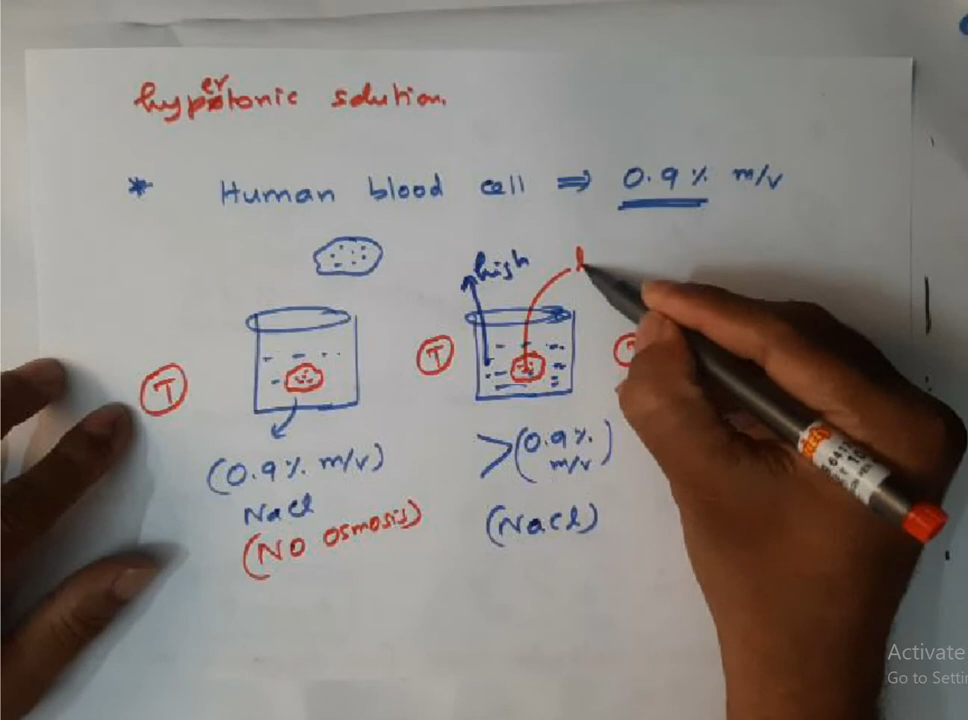 hypertonic solution.
* Human blood cell ⇒ 0.9% m/v
high
T
T
(0.9% m/v)
NaCl
(No osmosis)
>(0.9%
m/v)
(NaCl)
Activate
Go to Settin